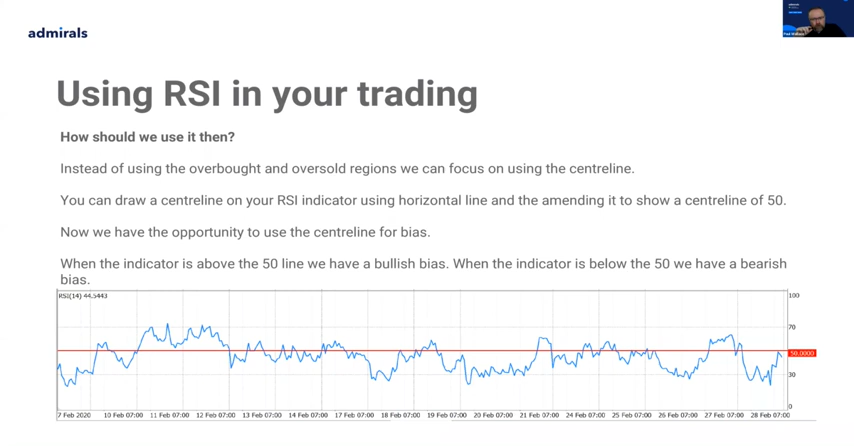 admirals
admirals
Paul Wallace
Using RSI in your trading
How should we use it then?
Instead of using the overbought and oversold regions we can focus on using the centreline.
You can draw a centreline on your RSI indicator using horizontal line and the amending it to show a centreline of 50.
Now we have the opportunity to use the centreline for bias.
When the indicator is above the 50 line we have a bullish bias. When the indicator is below the 50 we have a bearish
bias.
RSI(14) 44.5443
100
70
50.0000
30
0
7 Feb 2020 10 Feb 07:00 11 Feb 07:00 12 Feb 07:00 13 Feb 07:00 14 Feb 07:00 17 Feb 07:00 18 Feb 07:00 19 Feb 07:00 20 Feb 07:00 21 Feb 07:00 24 Feb 07:00 25 Feb 07:00 26 Feb 07:00 27 Feb 07:00 28 Feb 07:00